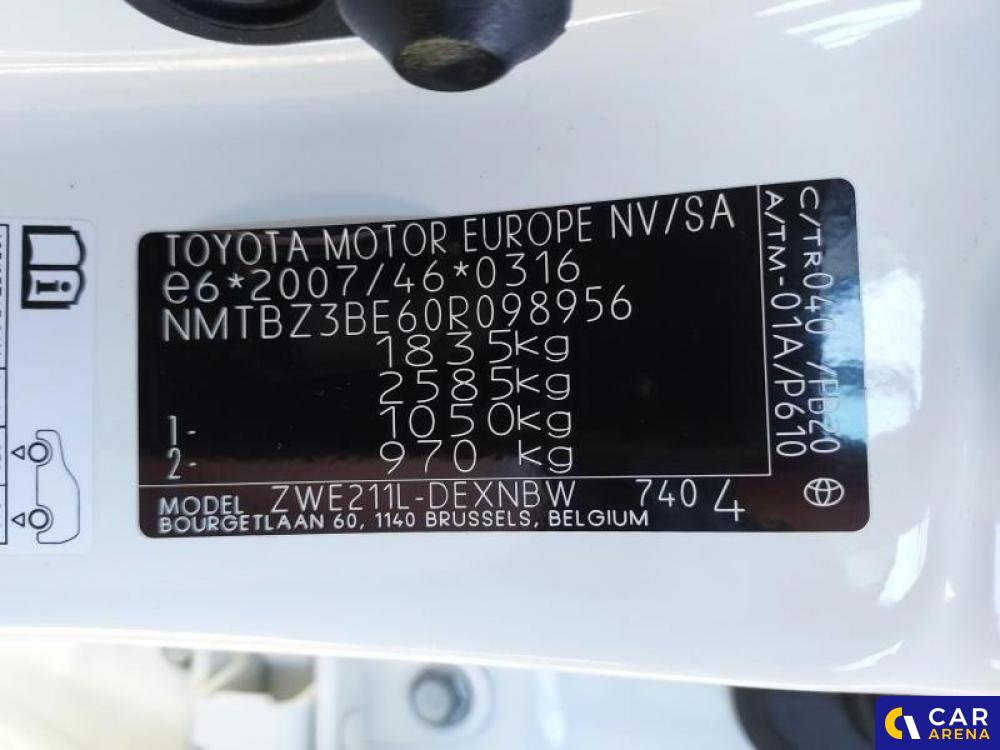 TOYOTA MOTOR EUROPE NV/SA
e6*2007/46*0316
NMTBZ3BE60R098956
1835kg
2585kg
1- 1050kg
2- 970 kg
MODEL ZWE211L-DEXNBW 740 4
BOURGETLAAN 60, 1140 BRUSSELS, BELGIUM
C/TR040 /FB20
A/TM-01A/P610
CAR
ARENA